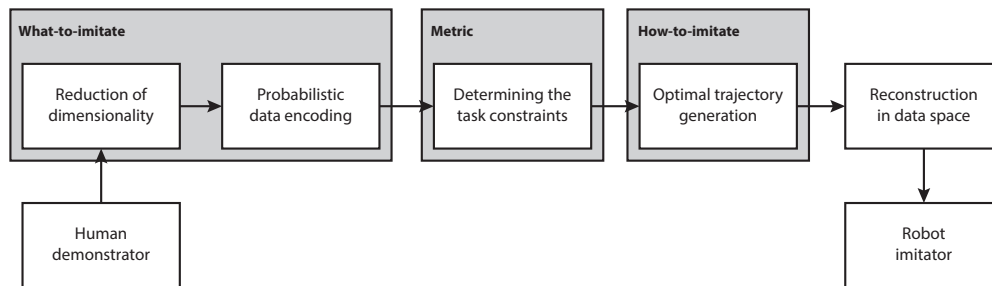 What-to-imitate
Metric
How-to-imitate
Reduction of
dimensionality
Probabilistic
data encoding
Determining the
task constraints
Optimal trajectory
generation
Reconstruction
in data space
Human
demonstrator
Robot
imitator